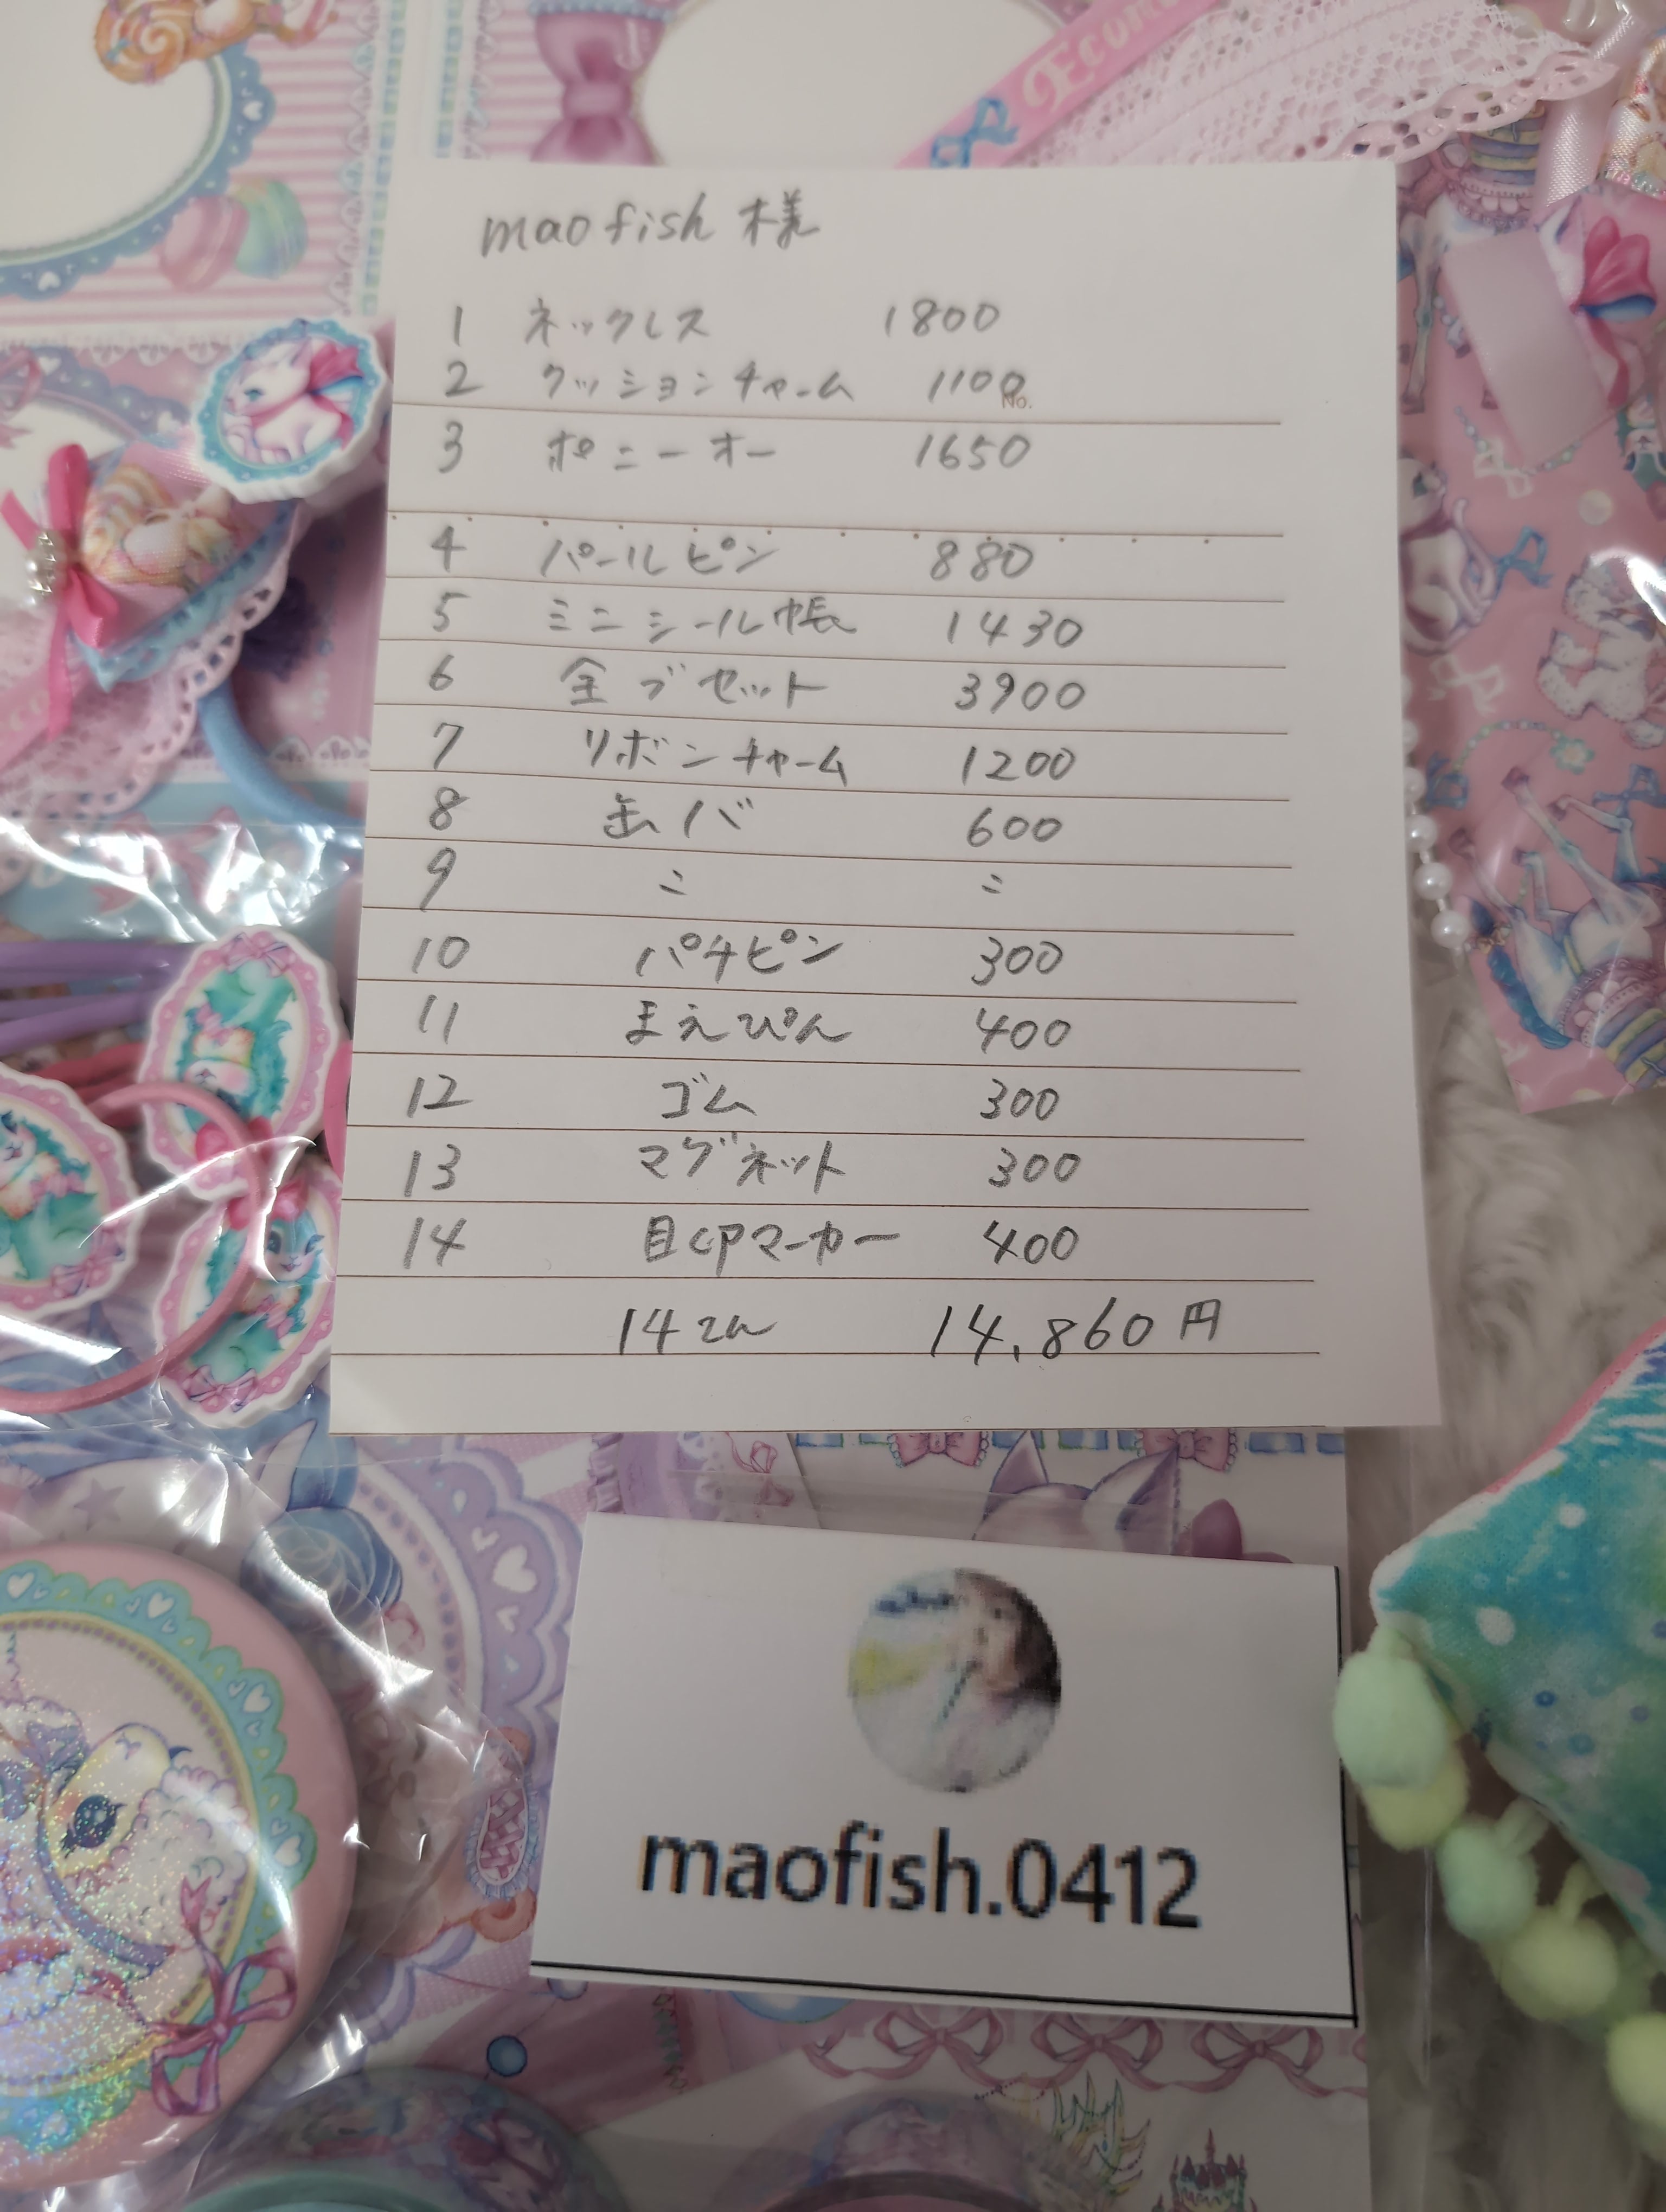 Econo
maofish 様
1 ネックレス 1800
2 クッションチャーム 1100
No.
3 ポニーオー 1650
4 パールピン 880
5 ミニシール帳 1430
6 全ブセット 3900
7 リボンチャーム 1200
8 缶バ 600
9 〃 〃
10 パチピン 300
11 まえぴん 400
12 ゴム 300
13 マグネット 300
14 目印マーカー 400
14てん 14,860円
maofish.0412